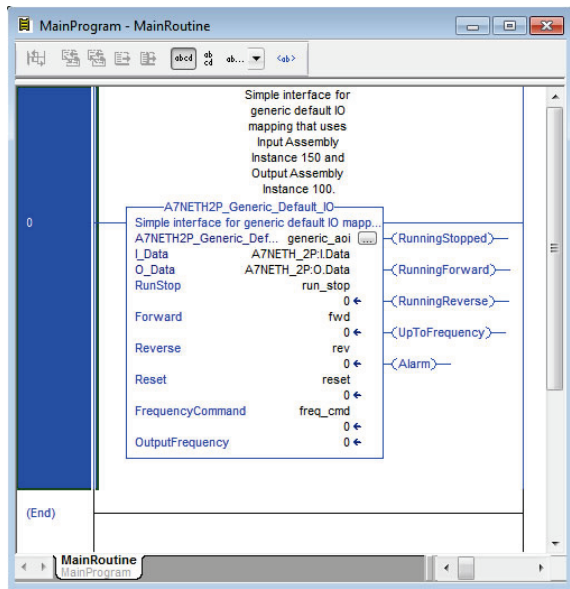 MainProgram - MainRoutine
abcd
ab
cd
ab...
<ab>
Simple interface for
generic default IO
mapping that uses
Input Assembly
Instance 150 and
Output Assembly
Instance 100.
A7NETH2P_Generic_Default_IO
0
Simple interface for generic default IO mapp...
A7NETH2P_Generic_Def... generic_aoi ...
(RunningStopped)
I_Data A7NETH_2P:I.Data
O_Data A7NETH_2P:O.Data
(RunningForward)
RunStop run_stop
0
(RunningReverse)
Forward fwd
0
(UpToFrequency)
Reverse rev
0
(Alarm)
Reset reset
0
FrequencyCommand freq_cmd
0
OutputFrequency 0
(End)
MainRoutine
MainProgram